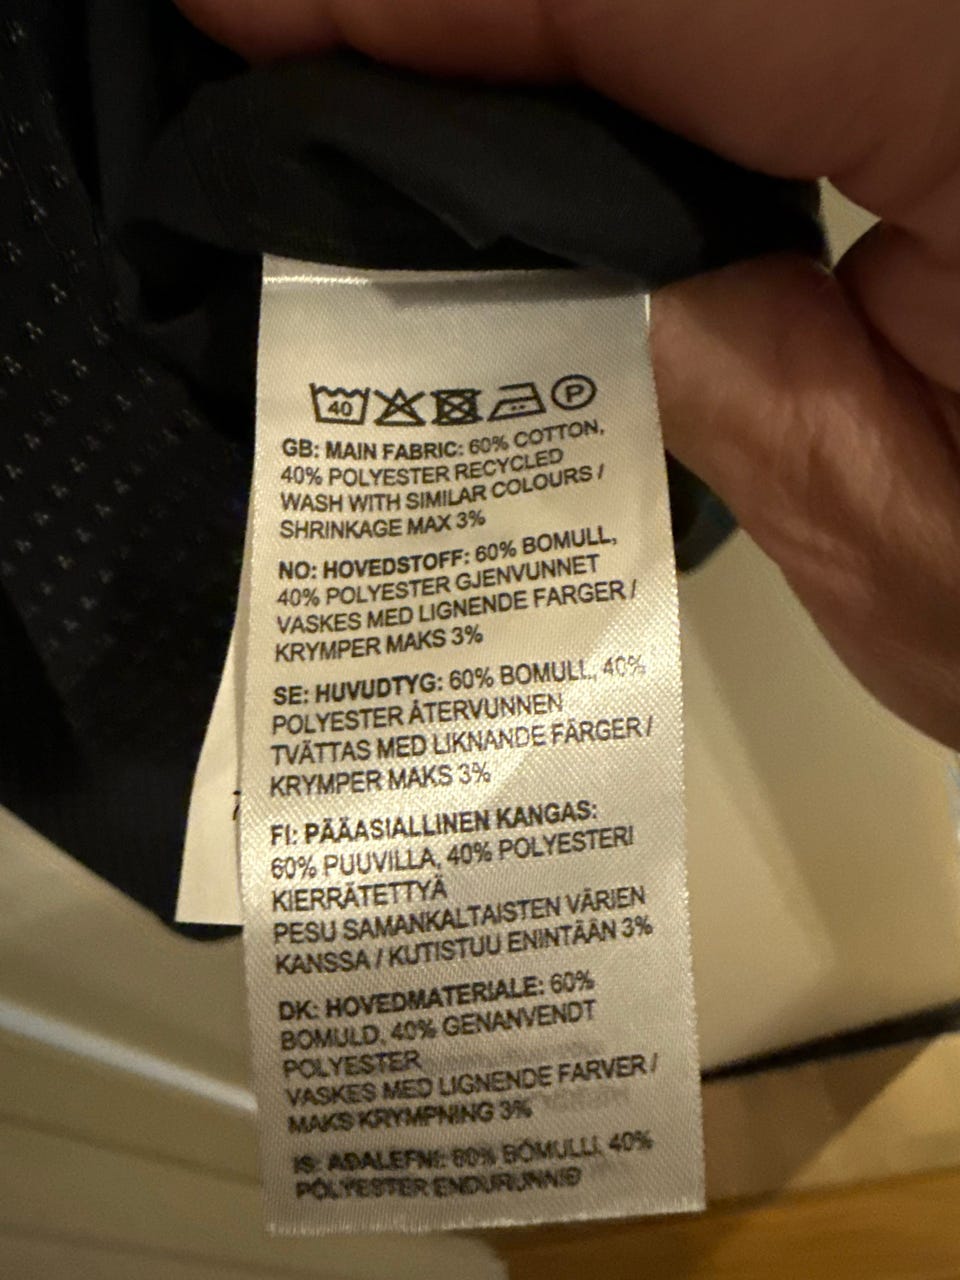 40 P
GB: MAIN FABRIC: 60% COTTON,
40% POLYESTER RECYCLED
WASH WITH SIMILAR COLOURS /
SHRINKAGE MAX 3%
NO: HOVEDSTOFF: 60% BOMULL,
40% POLYESTER GJENVUNNET
VASKES MED LIGNENDE FARGER /
KRYMPER MAKS 3%
SE: HUVUDTYG: 60% BOMULL, 40%
POLYESTER ÅTERVUNNEN
TVÄTTAS MED LIKNANDE FÄRGER /
KRYMPER MAKS 3%
FI: PÄÄASIALLINEN KANGAS:
60% PUUVILLA, 40% POLYESTERI
KIERRÄTETTYÄ
PESU SAMANKALTAISTEN VÄRIEN
KANSSA / KUTISTUU ENINTÄÄN 3%
DK: HOVEDMATERIALE: 60%
BOMULD, 40% GENANVENDT
POLYESTER
VASKES MED LIGNENDE FARVER /
MAKS KRYMPNING 3%
IS: AÐALEFNI: 60% BÓMULL, 40%
PÓLÝESTER ENDURUNNIÐ